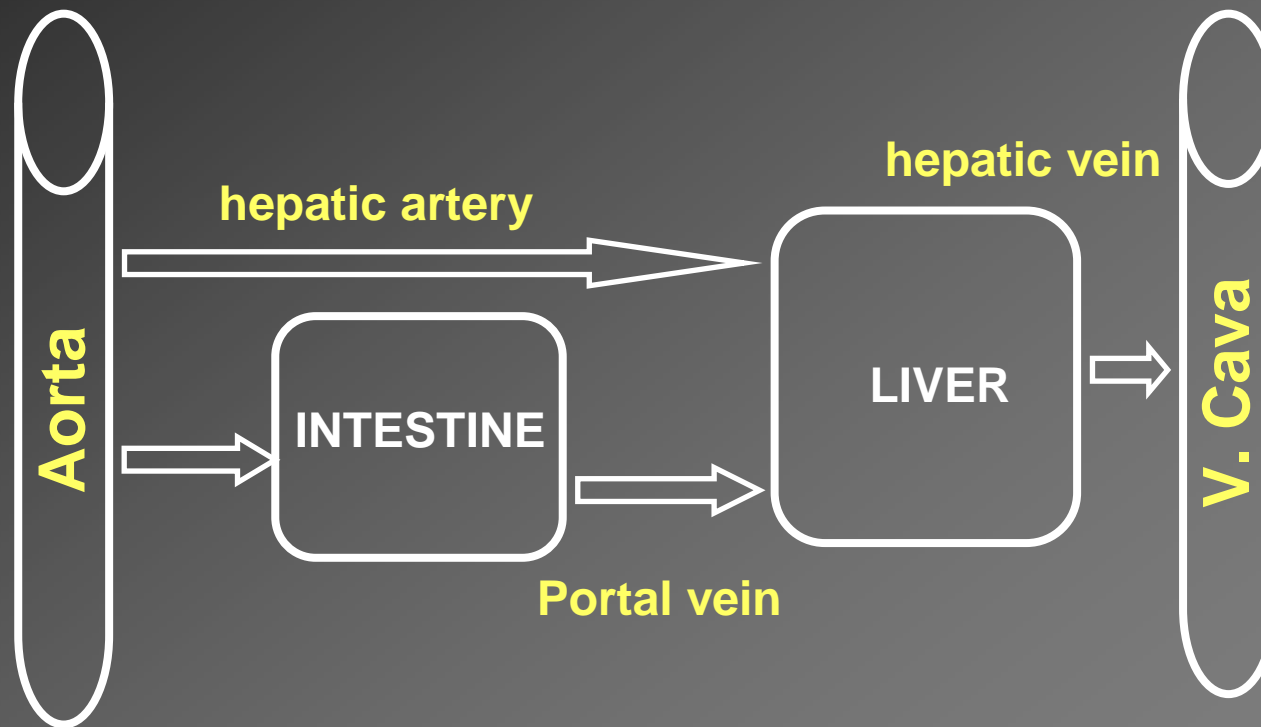 hepatic vein
hepatic artery
Aorta
INTESTINE
LIVER
V. Cava
Portal vein